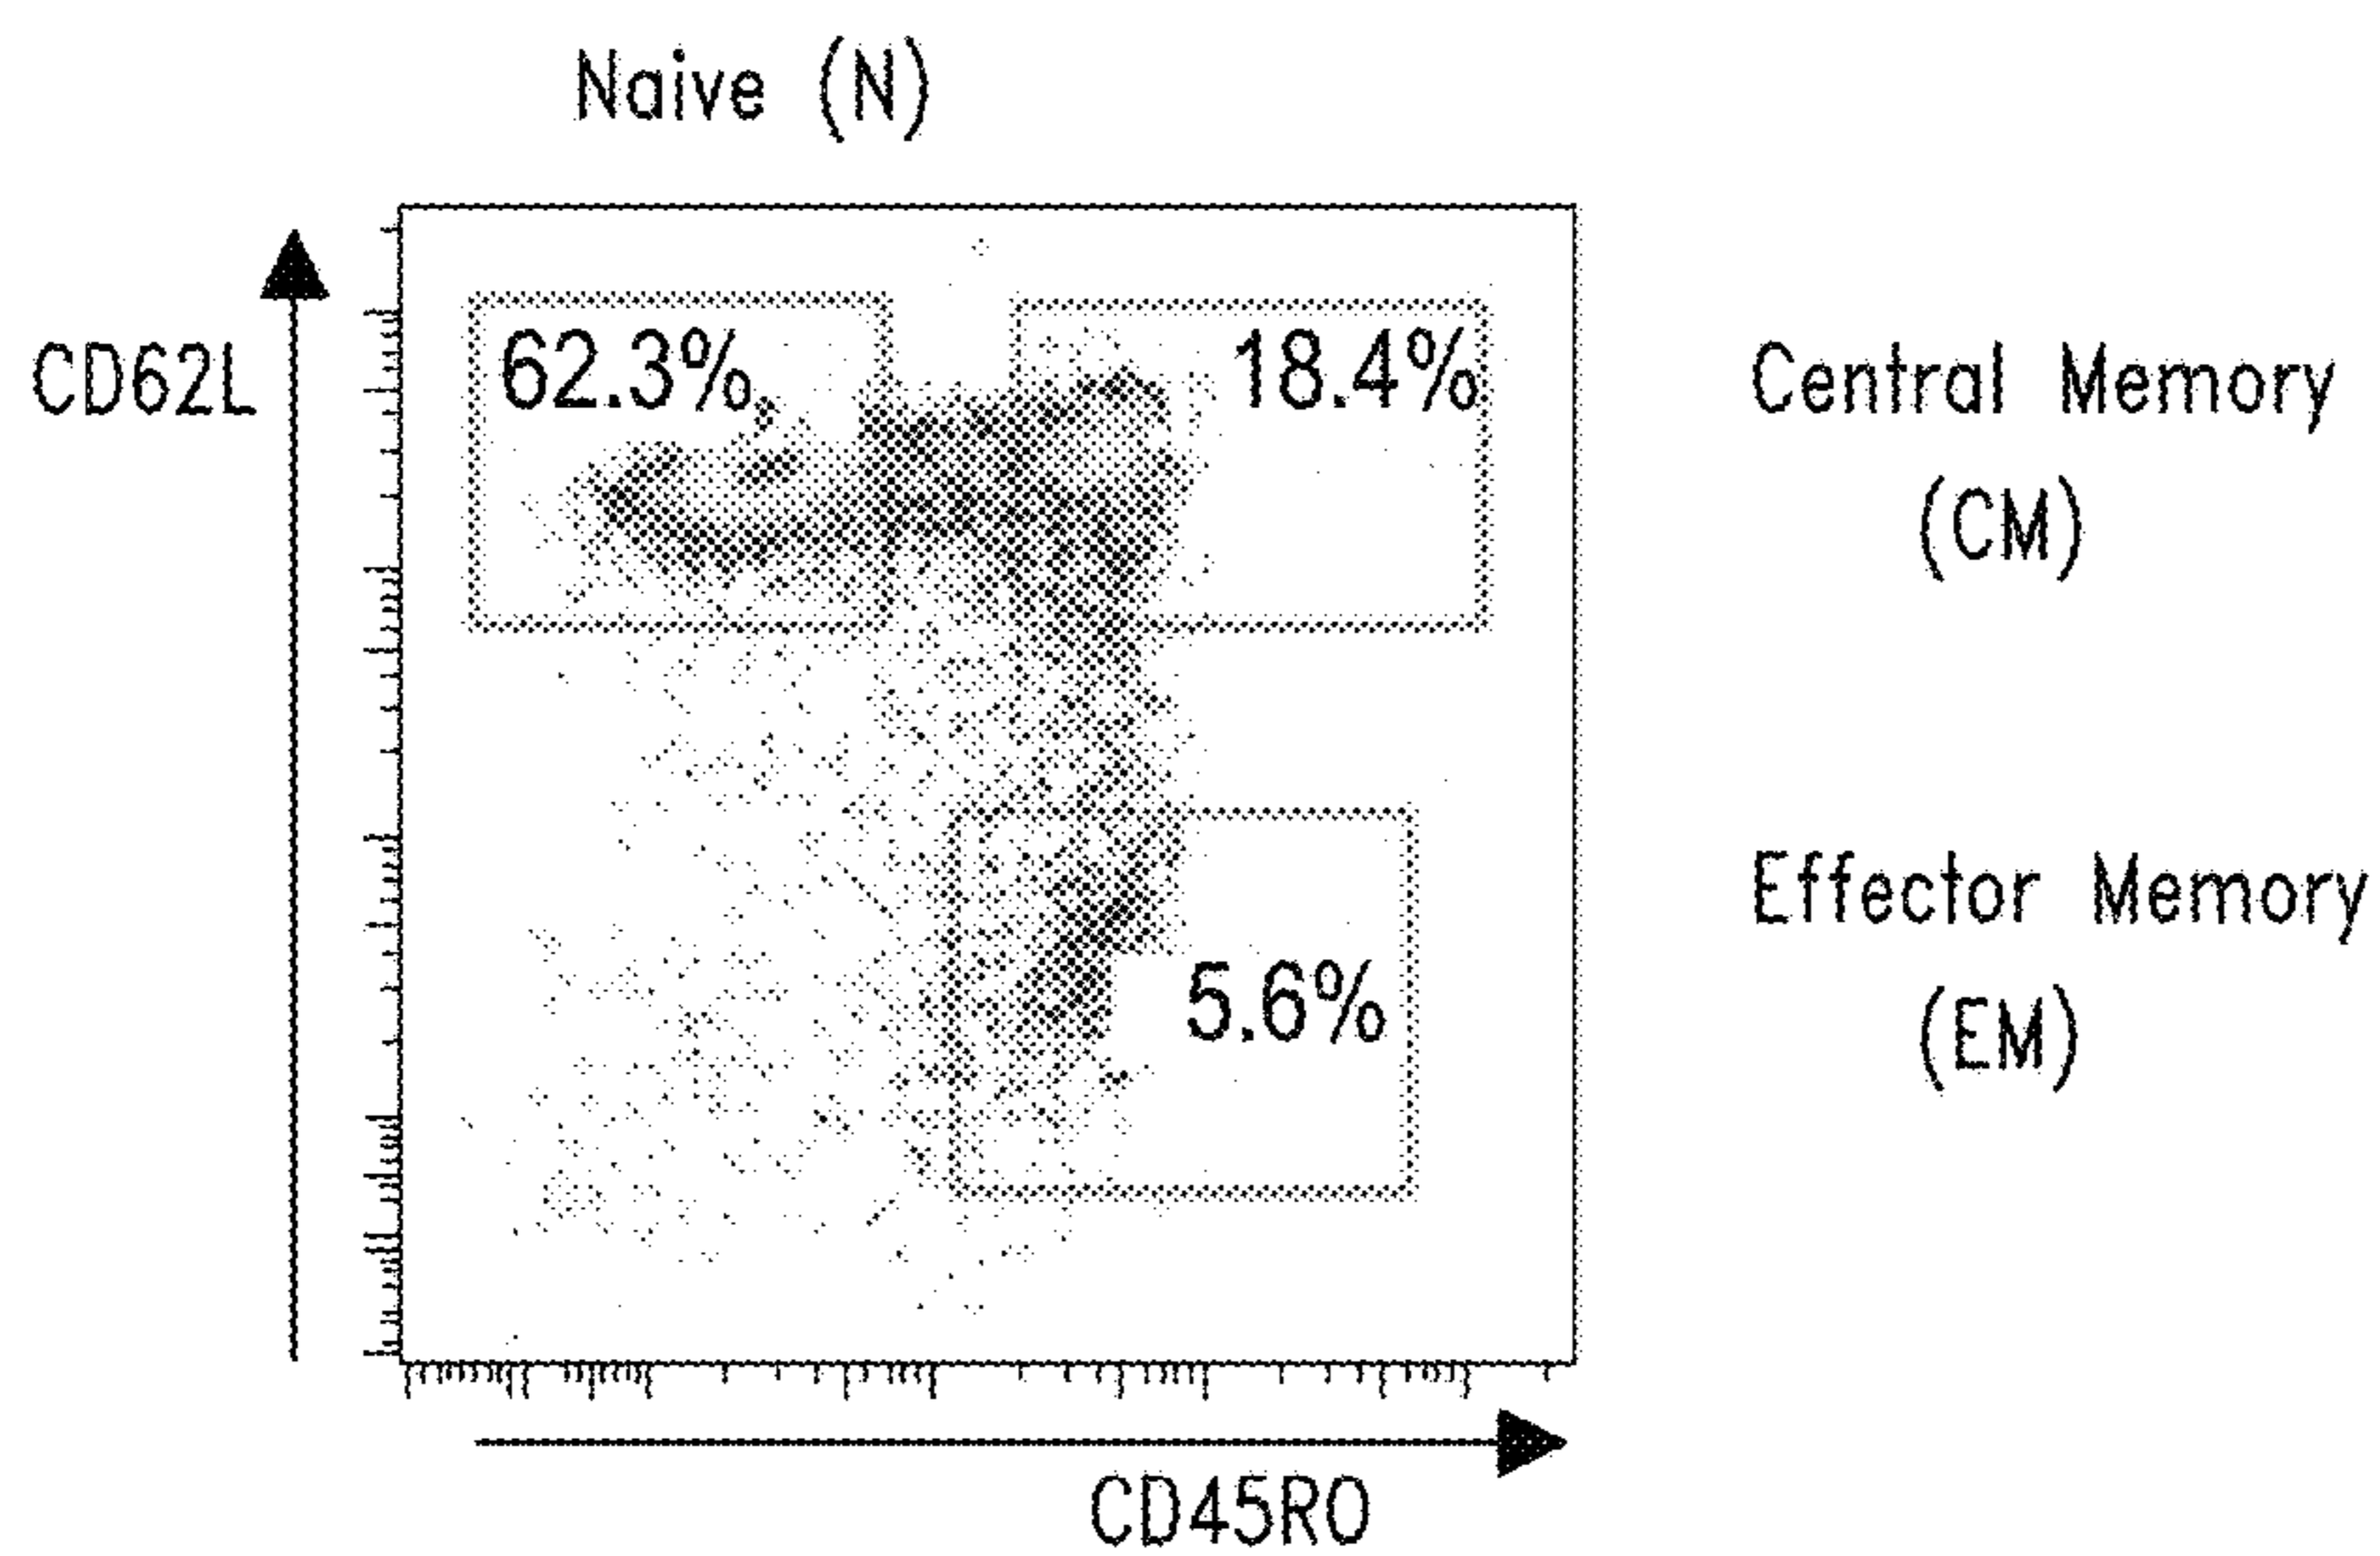 Naive (N)
CD62L
62.3%
18.4%
Central Memory
(CM)
Effector Memory
(EM)
5.6%
CD45RO